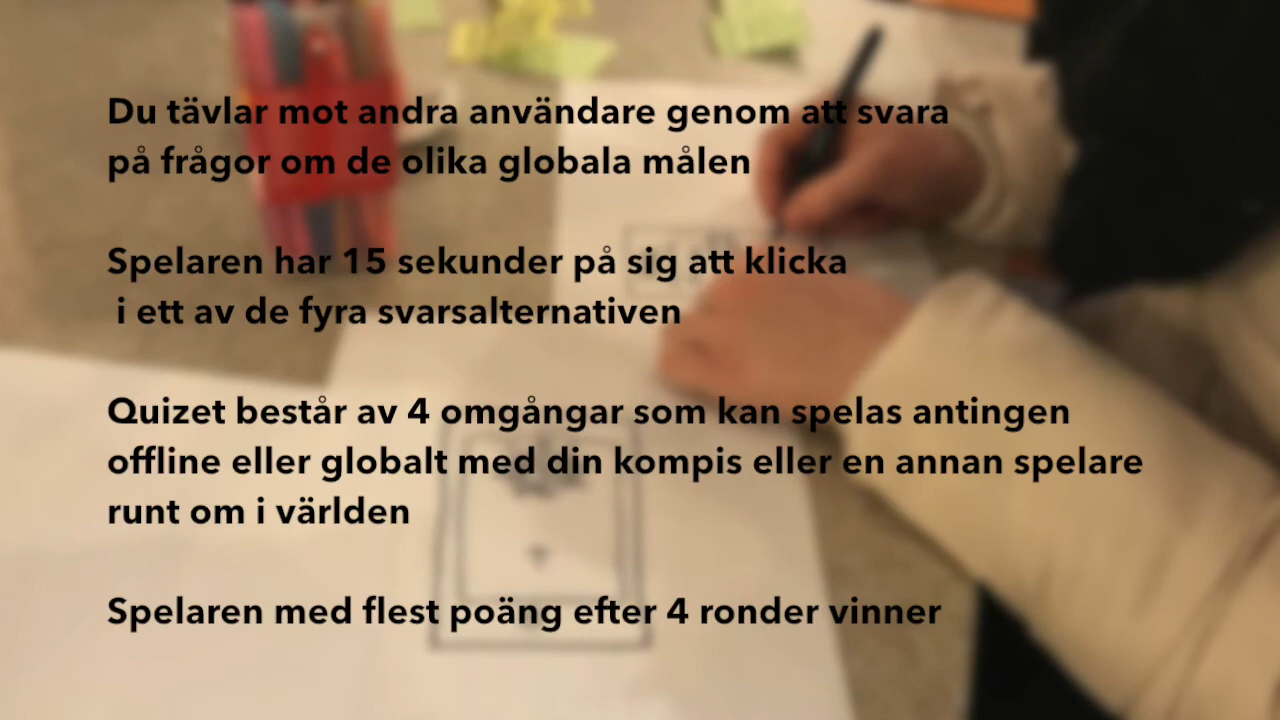 Du tävlar mot andra användare genom att svara
på frågor om de olika globala målen
Spelaren har 15 sekunder på sig att klicka
i ett av de fyra svarsalternativen
Quizet består av 4 omgångar som kan spelas antingen
offline eller globalt med din kompis eller en annan spelare
runt om i världen
Spelaren med flest poäng efter 4 ronder vinner